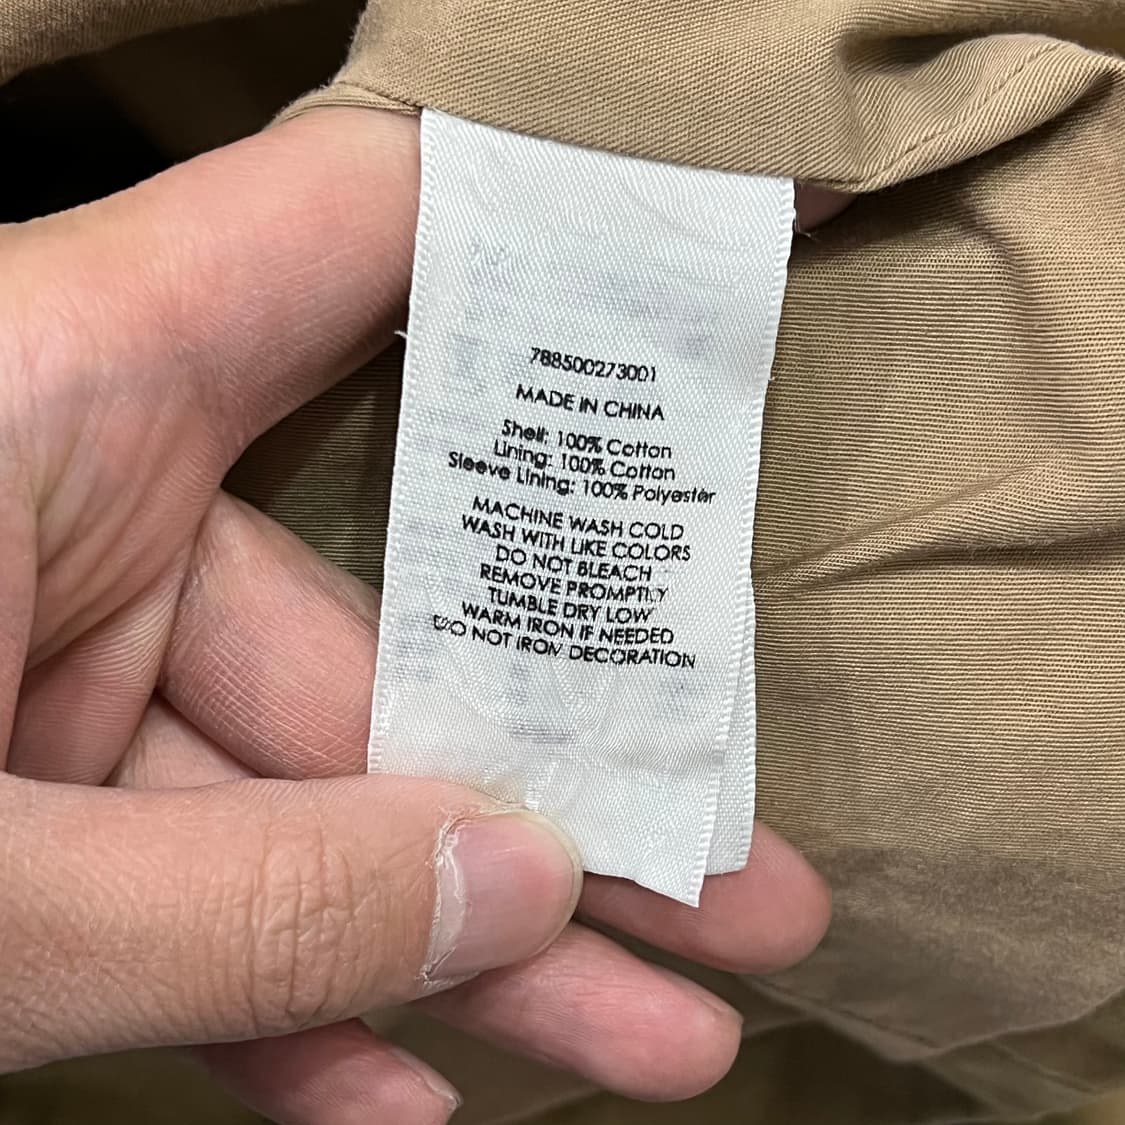 788500273001
MADE IN CHINA
Shell: 100% Cotton
Lining: 100% Cotton
Sleeve Lining: 100% Polyester
MACHINE WASH COLD
WASH WITH LIKE COLORS
DO NOT BLEACH
REMOVE PROMPTLY
TUMBLE DRY LOW
WARM IRON IF NEEDED
DO NOT IRON DECORATION